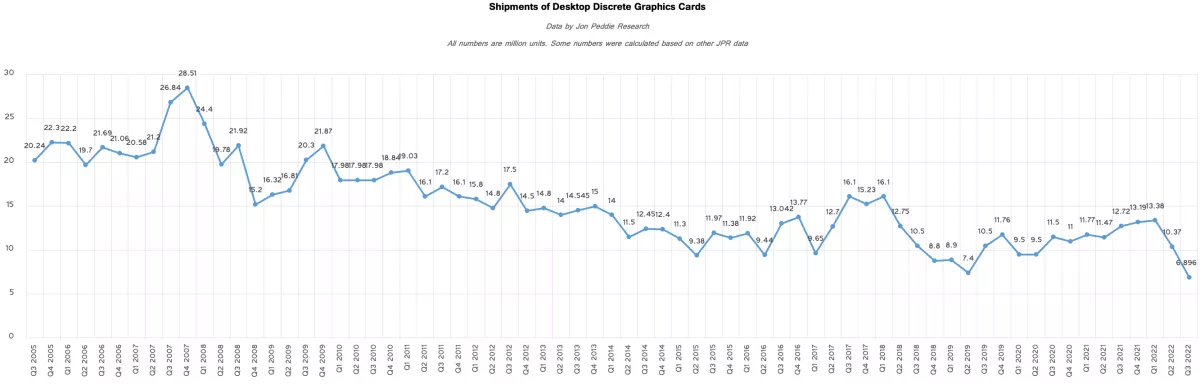 Shipments of Desktop Discrete Graphics Cards
Data by Jon Peddie Research
All numbers are million units. Some numbers were calculated based on other JPR data
30
25
20
15
10
5
0
20.24
22.3
22.2
19.7
21.69
21.06
20.58
21.2
26.84
28.51
24.4
19.78
21.92
15.2
16.32
16.81
20.3
21.87
17.98
17.98
17.98
18.84
19.03
16.1
17.2
16.1
15.8
14.8
17.5
14.5
14.8
14
14.545
15
14
11.5
12.45
12.4
11.3
9.38
11.97
11.38
11.92
9.44
13.042
13.77
9.65
12.7
16.1
15.23
16.1
12.75
10.5
8.8
8.9
7.4
10.5
11.76
9.5
9.5
11.5
11
11.77
11.47
12.72
13.19
13.38
10.37
6.896
Q3 2005
Q4 2005
Q1 2006
Q2 2006
Q3 2006
Q4 2006
Q1 2007
Q2 2007
Q3 2007
Q4 2007
Q1 2008
Q2 2008
Q3 2008
Q4 2008
Q1 2009
Q2 2009
Q3 2009
Q4 2009
Q1 2010
Q2 2010
Q3 2010
Q4 2010
Q1 2011
Q2 2011
Q3 2011
Q4 2011
Q1 2012
Q2 2012
Q3 2012
Q4 2012
Q1 2013
Q2 2013
Q3 2013
Q4 2013
Q1 2014
Q2 2014
Q3 2014
Q4 2014
Q1 2015
Q2 2015
Q3 2015
Q4 2015
Q1 2016
Q2 2016
Q3 2016
Q4 2016
Q1 2017
Q2 2017
Q3 2017
Q4 2017
Q1 2018
Q2 2018
Q3 2018
Q4 2018
Q1 2019
Q2 2019
Q3 2019
Q4 2019
Q1 2020
Q2 2020
Q3 2020
Q4 2020
Q1 2021
Q2 2021
Q3 2021
Q4 2021
Q1 2022
Q2 2022
Q3 2022